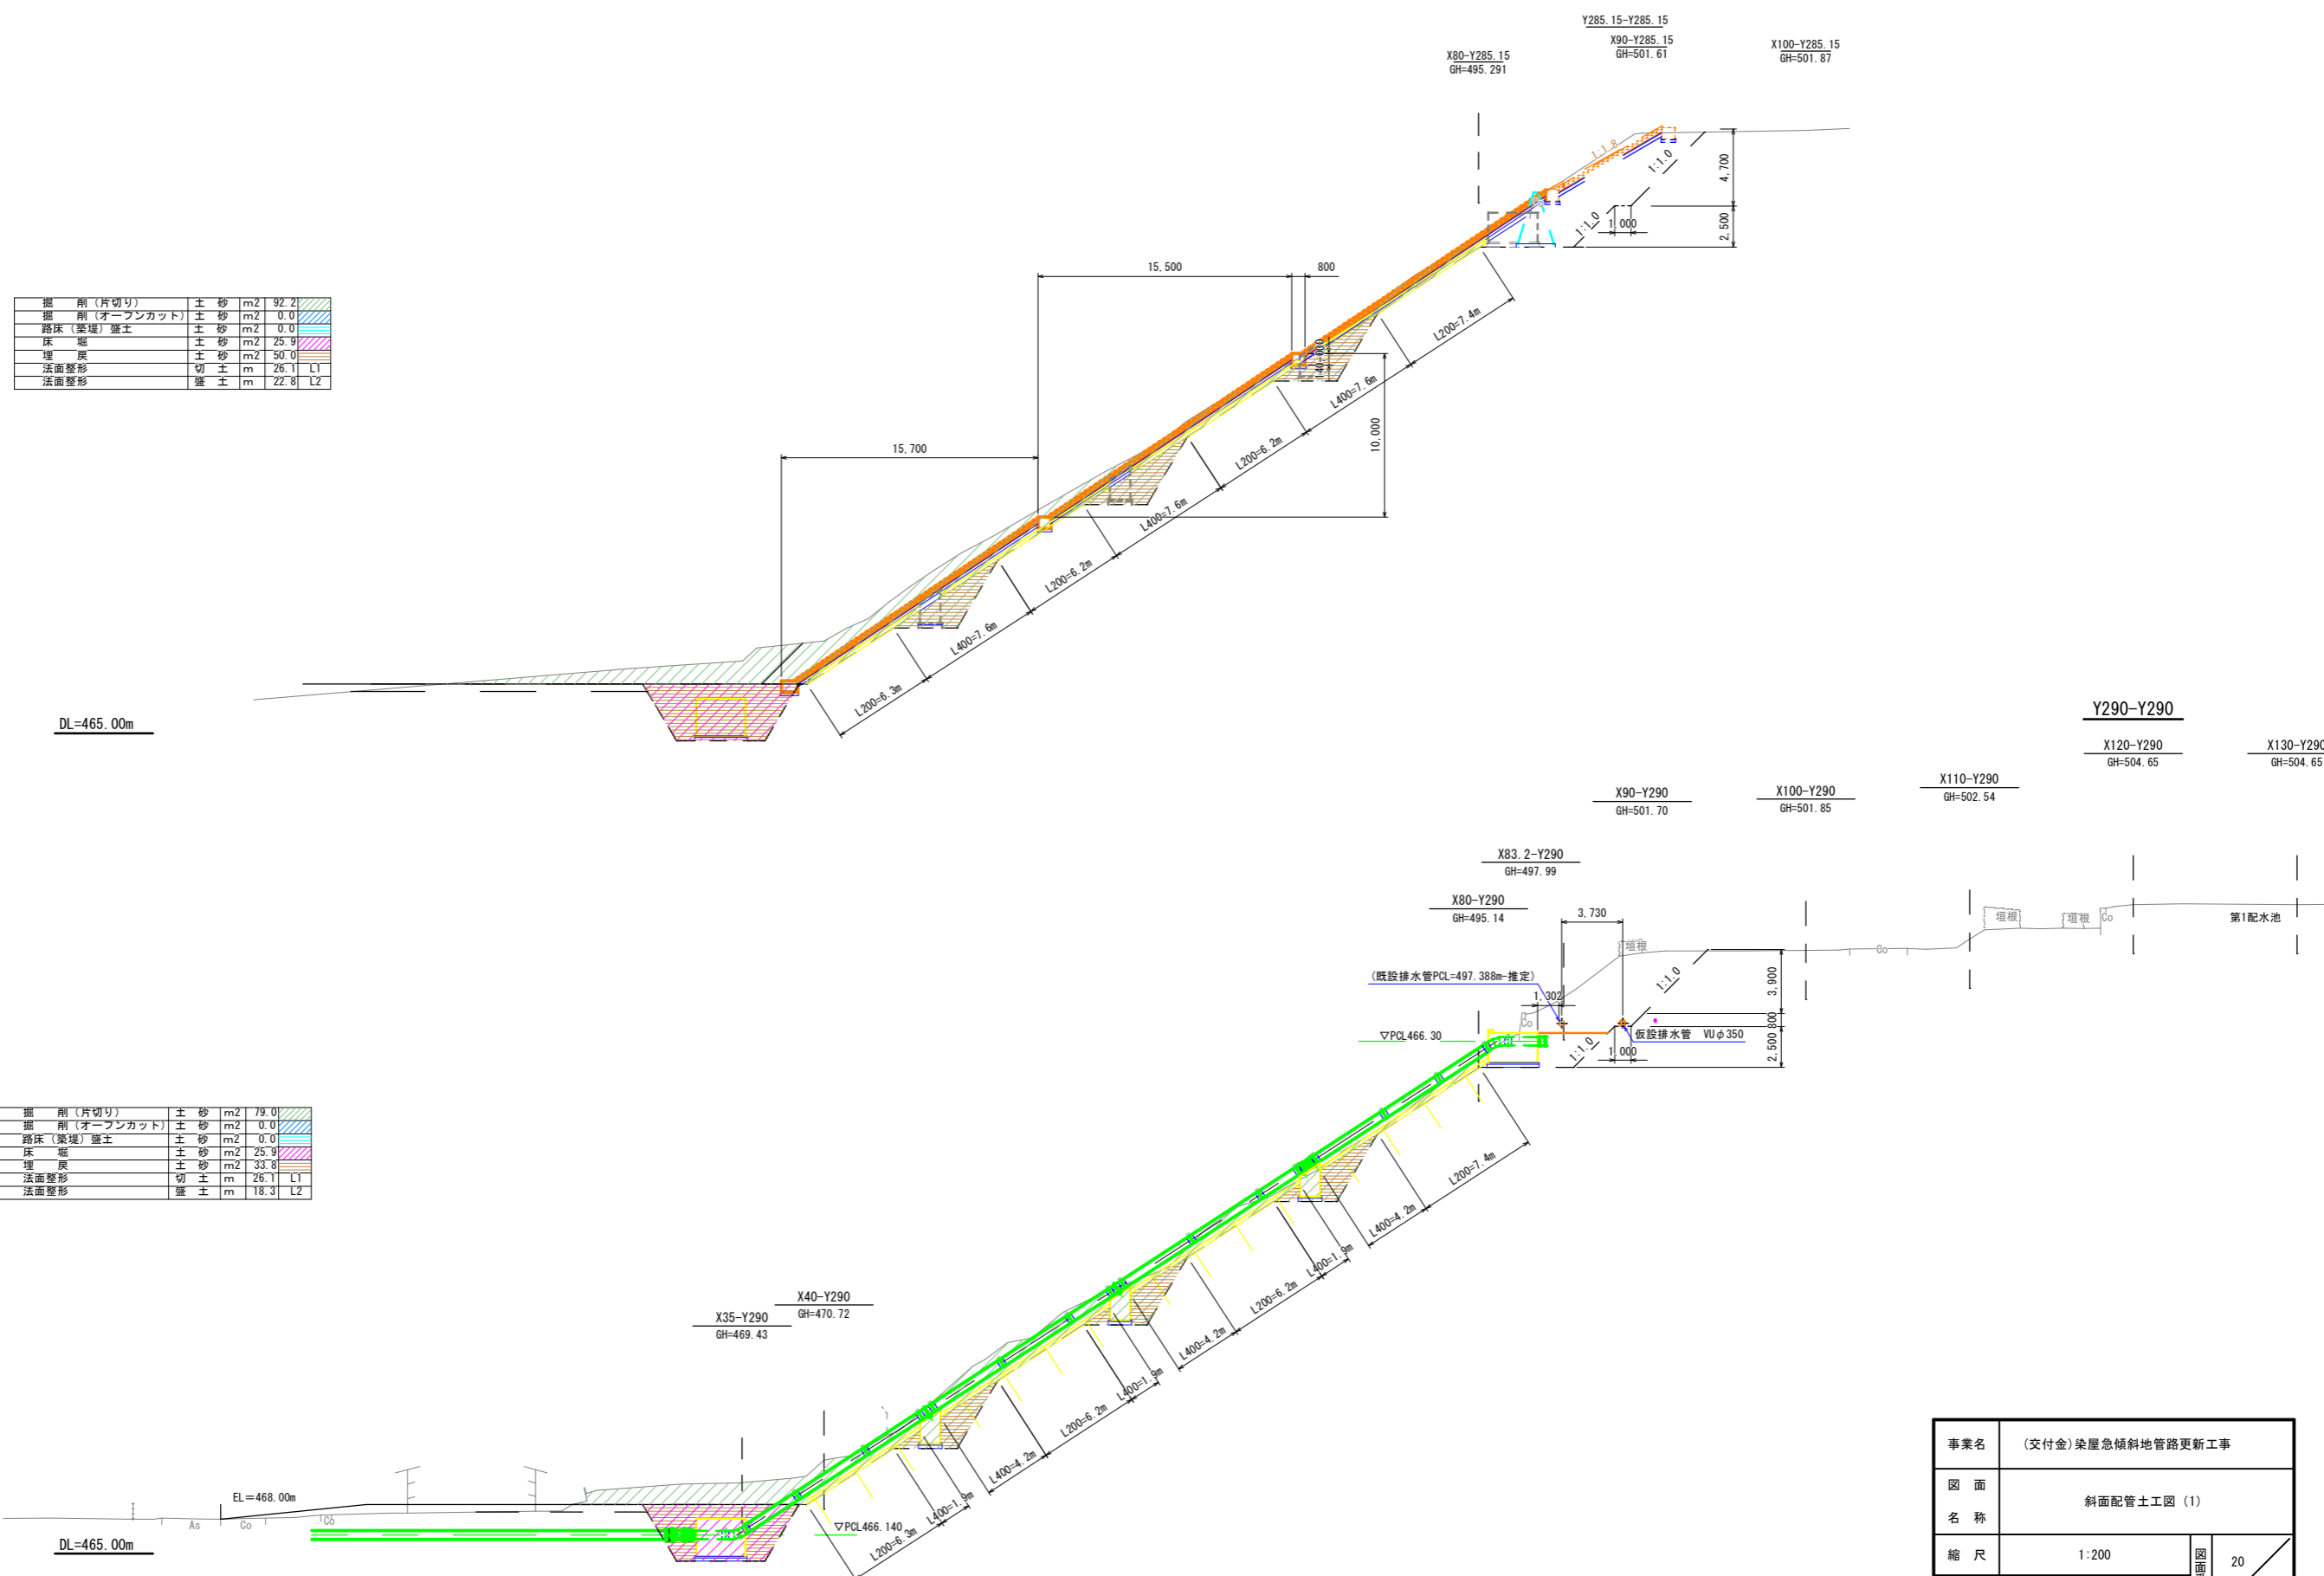 Y285.15-Y285.15
X80-Y285.15
GH=495.291
X90-Y285.15
GH=501.61
X100-Y285.15
GH=501.87
1:1.8
1:1.0
4,700
1:1.0
1,000
2,500
15,500
800
掘 削（片切り） 土 砂 m2 92.2
掘 削（オープンカット） 土 砂 m2 0.0
路床（築堤）盛土 土 砂 m2 0.0
床 堀 土 砂 m2 25.9
埋 戻 土 砂 m2 50.0
法面整形 切 土 m 26.1 L1
法面整形 盛 土 m 22.8 L2
L200=7.4m
L400=7.6m
10,000
15,700
L200=6.2m
L400=7.6m
L200=6.2m
L400=7.6m
L200=6.3m
DL=465.00m
Y290-Y290
X120-Y290
GH=504.65
X130-Y290
GH=504.65
X110-Y290
GH=502.54
X90-Y290
GH=501.70
X100-Y290
GH=501.85
X83.2-Y290
GH=497.99
X80-Y290
GH=495.14
3,730
垣根
垣根
Co
第1配水池
垣根
Co
(既設排水管PCL=497.388m-推定)
1,302
1:1.0
3,900
800
2,500
Co
仮設排水管 VUφ350
▽PCL466.30
1:1.0
1,000
掘 削（片切り） 土 砂 m2 79.0
掘 削（オープンカット） 土 砂 m2 0.0
路床（築堤）盛土 土 砂 m2 0.0
床 堀 土 砂 m2 25.9
埋 戻 土 砂 m2 33.8
法面整形 切 土 m 26.1 L1
法面整形 盛 土 m 18.3 L2
L200=7.4m
L400=4.2m
L400=1.9m
L200=6.2m
L400=4.2m
L400=1.9m
L200=6.2m
L400=4.2m
L400=1.9m
L200=6.3m
X40-Y290
GH=470.72
X35-Y290
GH=469.43
EL=468.00m
As
Co
Co
▽PCL466.140
DL=465.00m
事業名 (交付金)染屋急傾斜地管路更新工事
図 面
名 称
斜面配管土工図（1）
縮 尺 1:200
図面
20